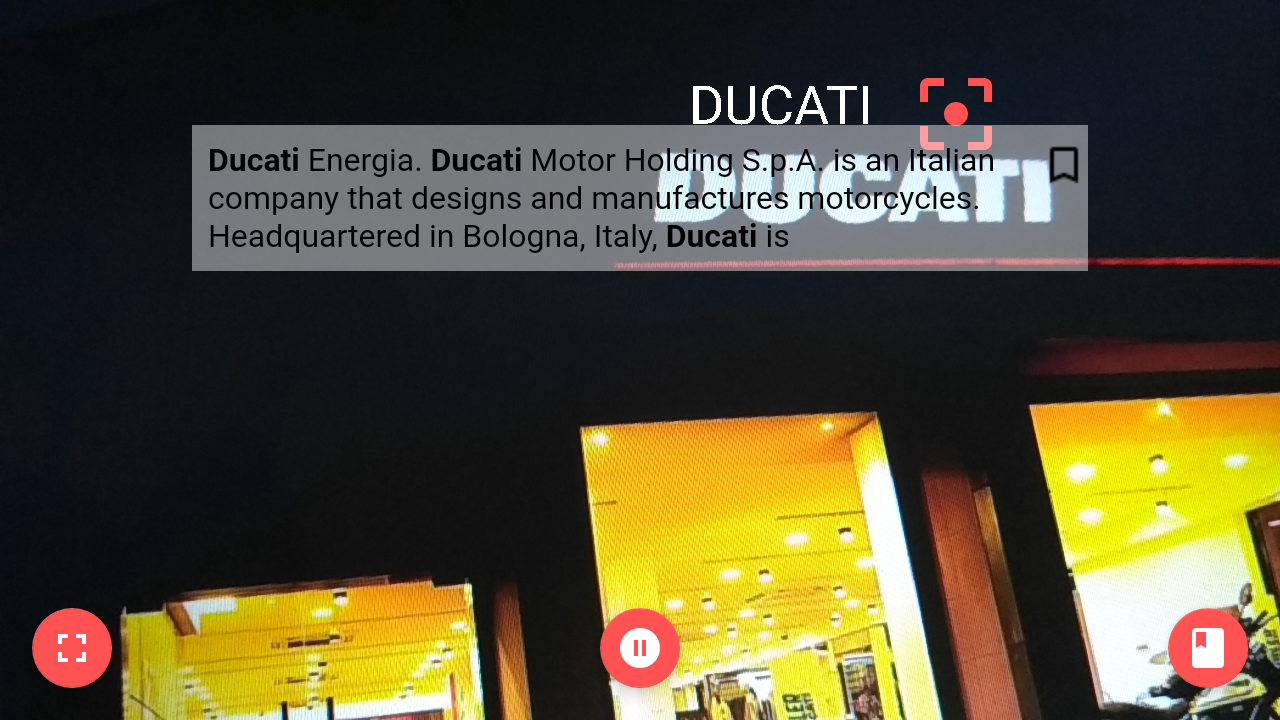 DUCATI
Ducati Energia. Ducati Motor Holding S.p.A. is an Italian
company that designs and manufactures motorcycles.
Headquartered in Bologna, Italy, Ducati is
DUCATI